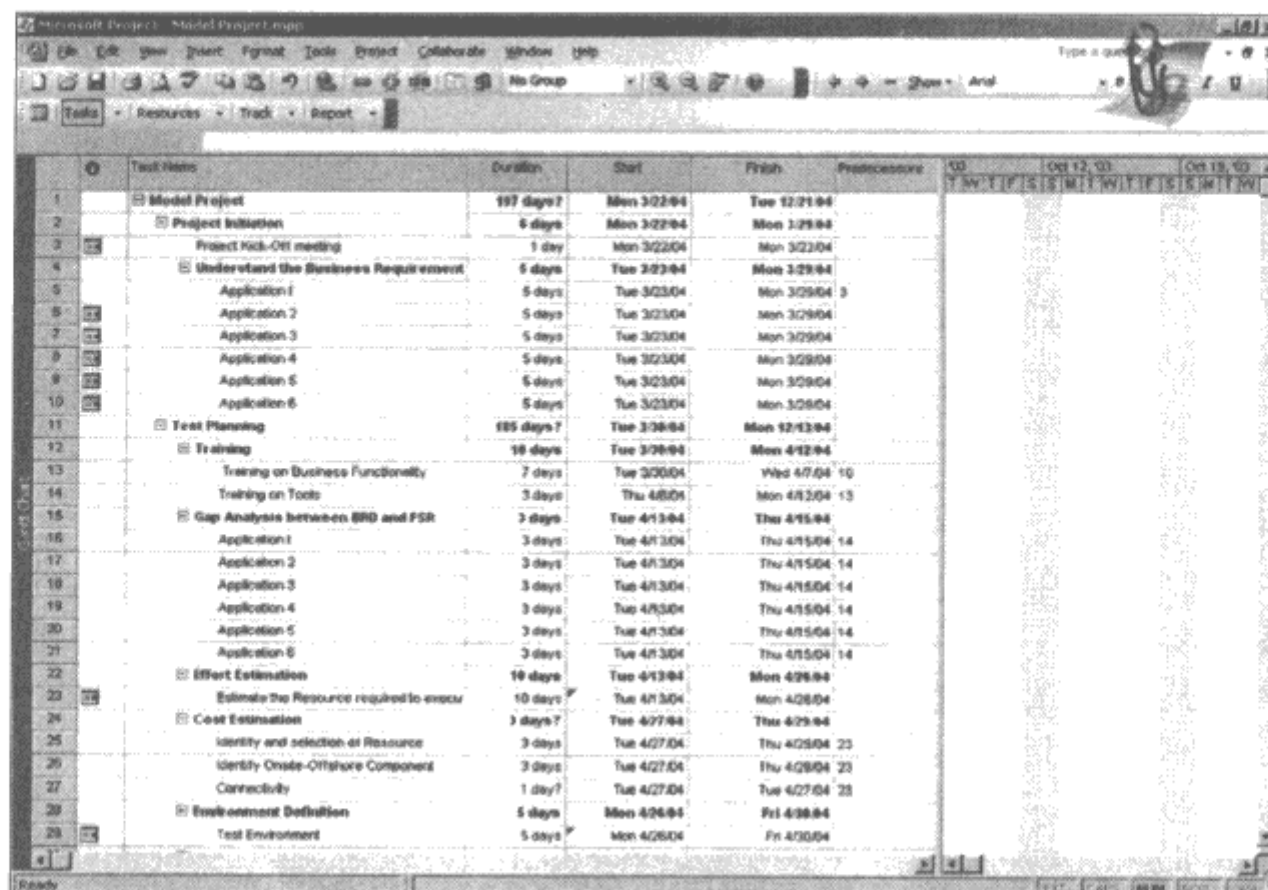 Microsoft Project - Model Project.mpp
File Edit View Insert Format Tools Project Collaborate Window Help Type a
No Group Show Arial
Tasks Resources Track Report
Task Name Duration Start Finish Predecessors '03 Oct 12, '03 Oct 19, '03
T W T F S S M T W T F S S M T W
1 Model Project 197 days? Mon 3/22/04 Tue 12/21/04
2 Project Initiation 6 days Mon 3/22/04 Mon 3/29/04
3 Project Kick-Off meeting 1 day Mon 3/22/04 Mon 3/22/04
4 Understand the Business Requirement 5 days Tue 3/23/04 Mon 3/29/04
5 Application 1 5 days Tue 3/23/04 Mon 3/29/04 3
6 Application 2 5 days Tue 3/23/04 Mon 3/29/04
7 Application 3 5 days Tue 3/23/04 Mon 3/29/04
8 Application 4 5 days Tue 3/23/04 Mon 3/29/04
9 Application 5 5 days Tue 3/23/04 Mon 3/29/04
10 Application 6 5 days Tue 3/23/04 Mon 3/29/04
11 Test Planning 185 days? Tue 3/30/04 Mon 12/13/04
12 Training 10 days Tue 3/30/04 Mon 4/12/04
13 Training on Business Functionality 7 days Tue 3/30/04 Wed 4/7/04 10
14 Training on Tools 3 days Thu 4/8/04 Mon 4/12/04 13
15 Gap Analysis between BRD and FSR 3 days Tue 4/13/04 Thu 4/15/04
16 Application 1 3 days Tue 4/13/04 Thu 4/15/04 14
17 Application 2 3 days Tue 4/13/04 Thu 4/15/04 14
18 Application 3 3 days Tue 4/13/04 Thu 4/15/04 14
19 Application 4 3 days Tue 4/13/04 Thu 4/15/04 14
20 Application 5 3 days Tue 4/13/04 Thu 4/15/04 14
21 Application 6 3 days Tue 4/13/04 Thu 4/15/04 14
22 Effort Estimation 10 days Tue 4/13/04 Mon 4/26/04
23 Estimate the Resource required to execu 10 days Tue 4/13/04 Mon 4/26/04
24 Cost Estimation 3 days? Tue 4/27/04 Thu 4/29/04
25 Identify and selection of Resource 3 days Tue 4/27/04 Thu 4/29/04 23
26 Identify Onsite-Offshore Component 3 days Tue 4/27/04 Thu 4/29/04 23
27 Connectivity 1 day? Tue 4/27/04 Tue 4/27/04 23
28 Environment Definition 5 days Mon 4/26/04 Fri 4/30/04
29 Test Environment 5 days Mon 4/26/04 Fri 4/30/04
Gantt Chart
Ready